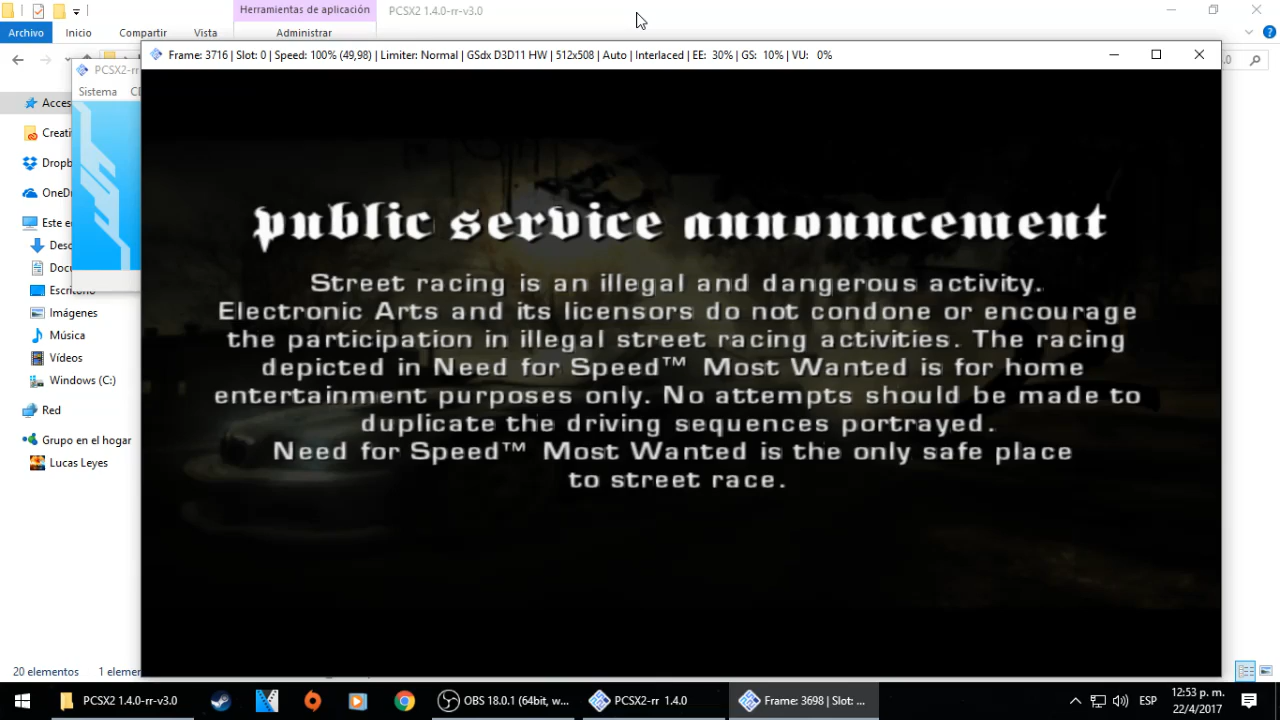 Herramientas de aplicación
PCSX2 1.4.0-rr-v3.0
Archivo
Inicio
Compartir
Vista
Administrar
Frame: 3716 | Slot: 0 | Speed: 100% (49,98) | Limiter: Normal | GSdx D3D11 HW | 512x508 | Auto | Interlaced | EE: 30% | GS: 10% | VU: 0%
PCSX2-r
Sistema
Acces
Creati
Dropb
OneDr
Este e
Desc
Docu
Escritorio
Imágenes
Música
Vídeos
Windows (C:)
Red
Grupo en el hogar
Lucas Leyes
public service announcement
Street racing is an illegal and dangerous activity.
Electronic Arts and its licensors do not condone or encourage
the participation in illegal street racing activities. The racing
depicted in Need for Speed™ Most Wanted is for home
entertainment purposes only. No attempts should be made to
duplicate the driving sequences portrayed.
Need for Speed™ Most Wanted is the only safe place
to street race.
20 elementos
1 elemen
PCSX2 1.4.0-rr-v3.0
OBS 18.0.1 (64bit, w...
PCSX2-rr 1.4.0
Frame: 3698 | Slot: ...
ESP
12:53 p. m.
22/4/2017